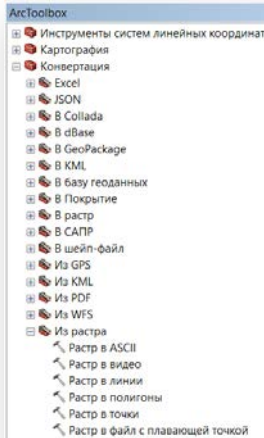 ArcToolbox
Инструменты систем линейных координат
Картография
Конвертация
Excel
JSON
В Collada
В dBase
В GeoPackage
В KML
В базу геоданных
В Покрытие
В растр
В САПР
В шейп-файл
Из GPS
Из KML
Из PDF
Из WFS
Из растра
Растр в ASCII
Растр в видео
Растр в линии
Растр в полигоны
Растр в точки
Растр в файл с плавающей точкой